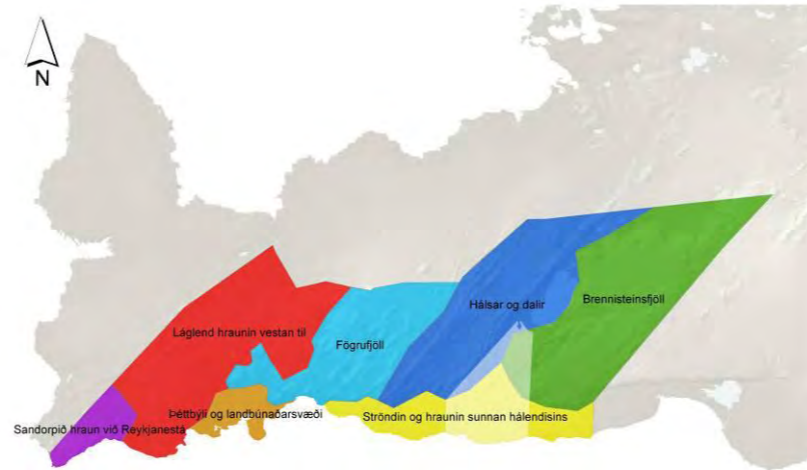 N
Brennisteinsfjöll
Hálsar og dalir
Láglend hraunin vestan til
Fögrufjöll
Þéttbýli og landbúnaðarsvæði
Ströndin og hraunin sunnan hálendisins
Sandorpið hraun við Reykjanestá